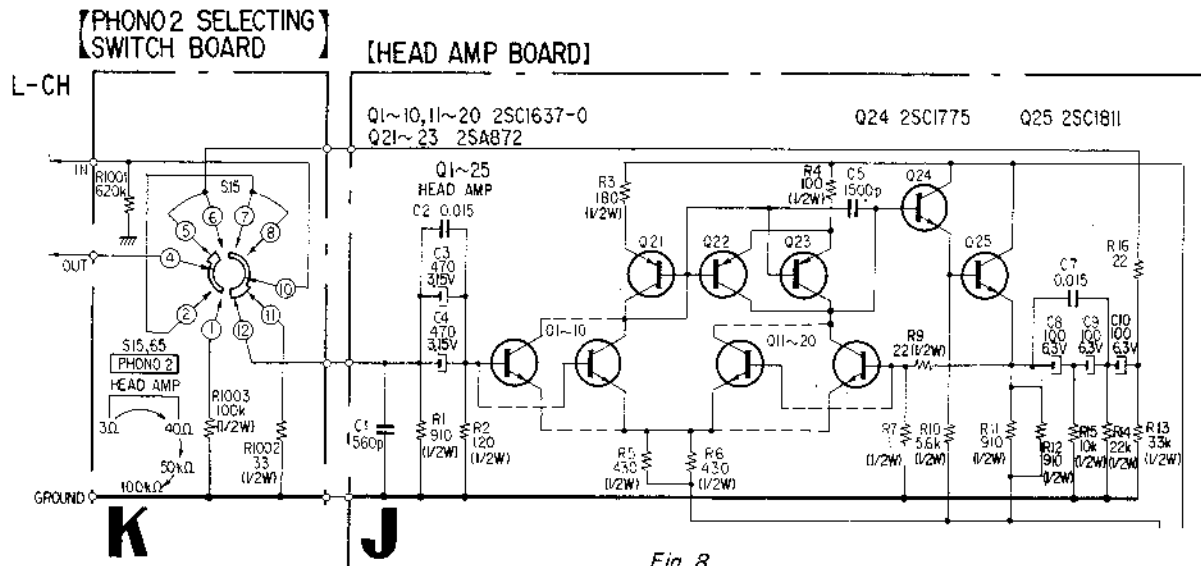 【PHONO2 SELECTING
SWITCH BOARD】
【HEAD AMP BOARD】
L-CH
Q1~10,11~20 2SC1637-0
Q21~23 2SA872
Q24 2SC1775
Q25 2SC1811
IN
R1001
620k
S15
6
7
5
8
OUT
4
10
2
11
1
12
S15,65
PHONO 2
HEAD AMP
3Ω
40Ω
50kΩ
100kΩ
R1003
100k
(1/2W)
R1002
33
(1/2W)
GROUND
K
Q1~25
HEAD AMP
C2 0.015
C3
470
3.15V
C4
470
3.15V
C1
560p
R1
910
(1/2W)
R2
120
(1/2W)
J
Q1~10
R3
180
(1/2W)
R4
100
(1/2W)
C5
1500p
Q24
Q21
Q22
Q23
Q25
Q11~20
R5
430
(1/2W)
R6
430
(1/2W)
R9
22(1/2W)
R7
1
(1/2W)
R10
5.6k
(1/2W)
R16
22
C7
0.015
C8
100
6.3V
C9
100
6.3V
C10
100
6.3V
R11
910
(1/2W)
R12
910
(1/2W)
R15
10k
(1/2W)
R14
22k
(1/2W)
R13
33k
(1/2W)
Fig. 8